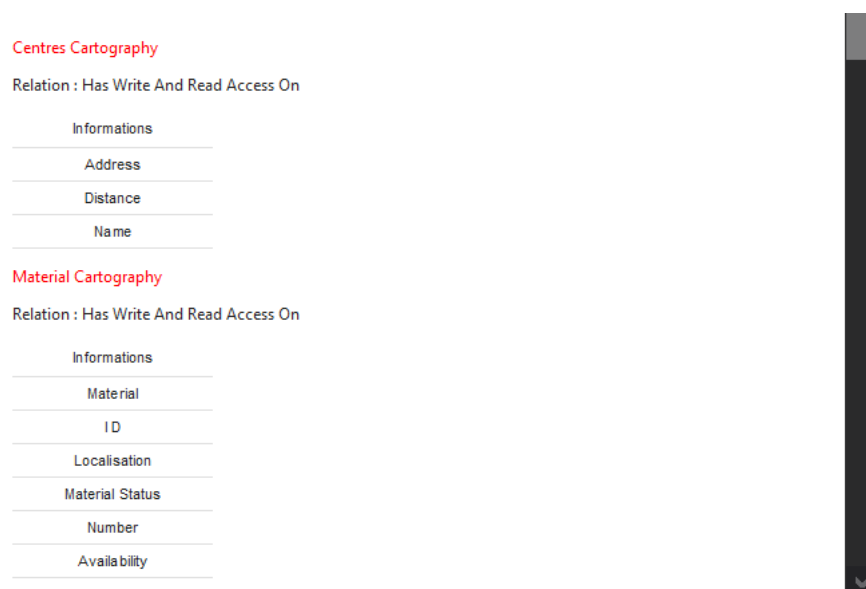 Centres Cartography
Relation : Has Write And Read Access On
Informations
Address
Distance
Name
Material Cartography
Relation : Has Write And Read Access On
Informations
Material
ID
Localisation
Material Status
Number
Availability